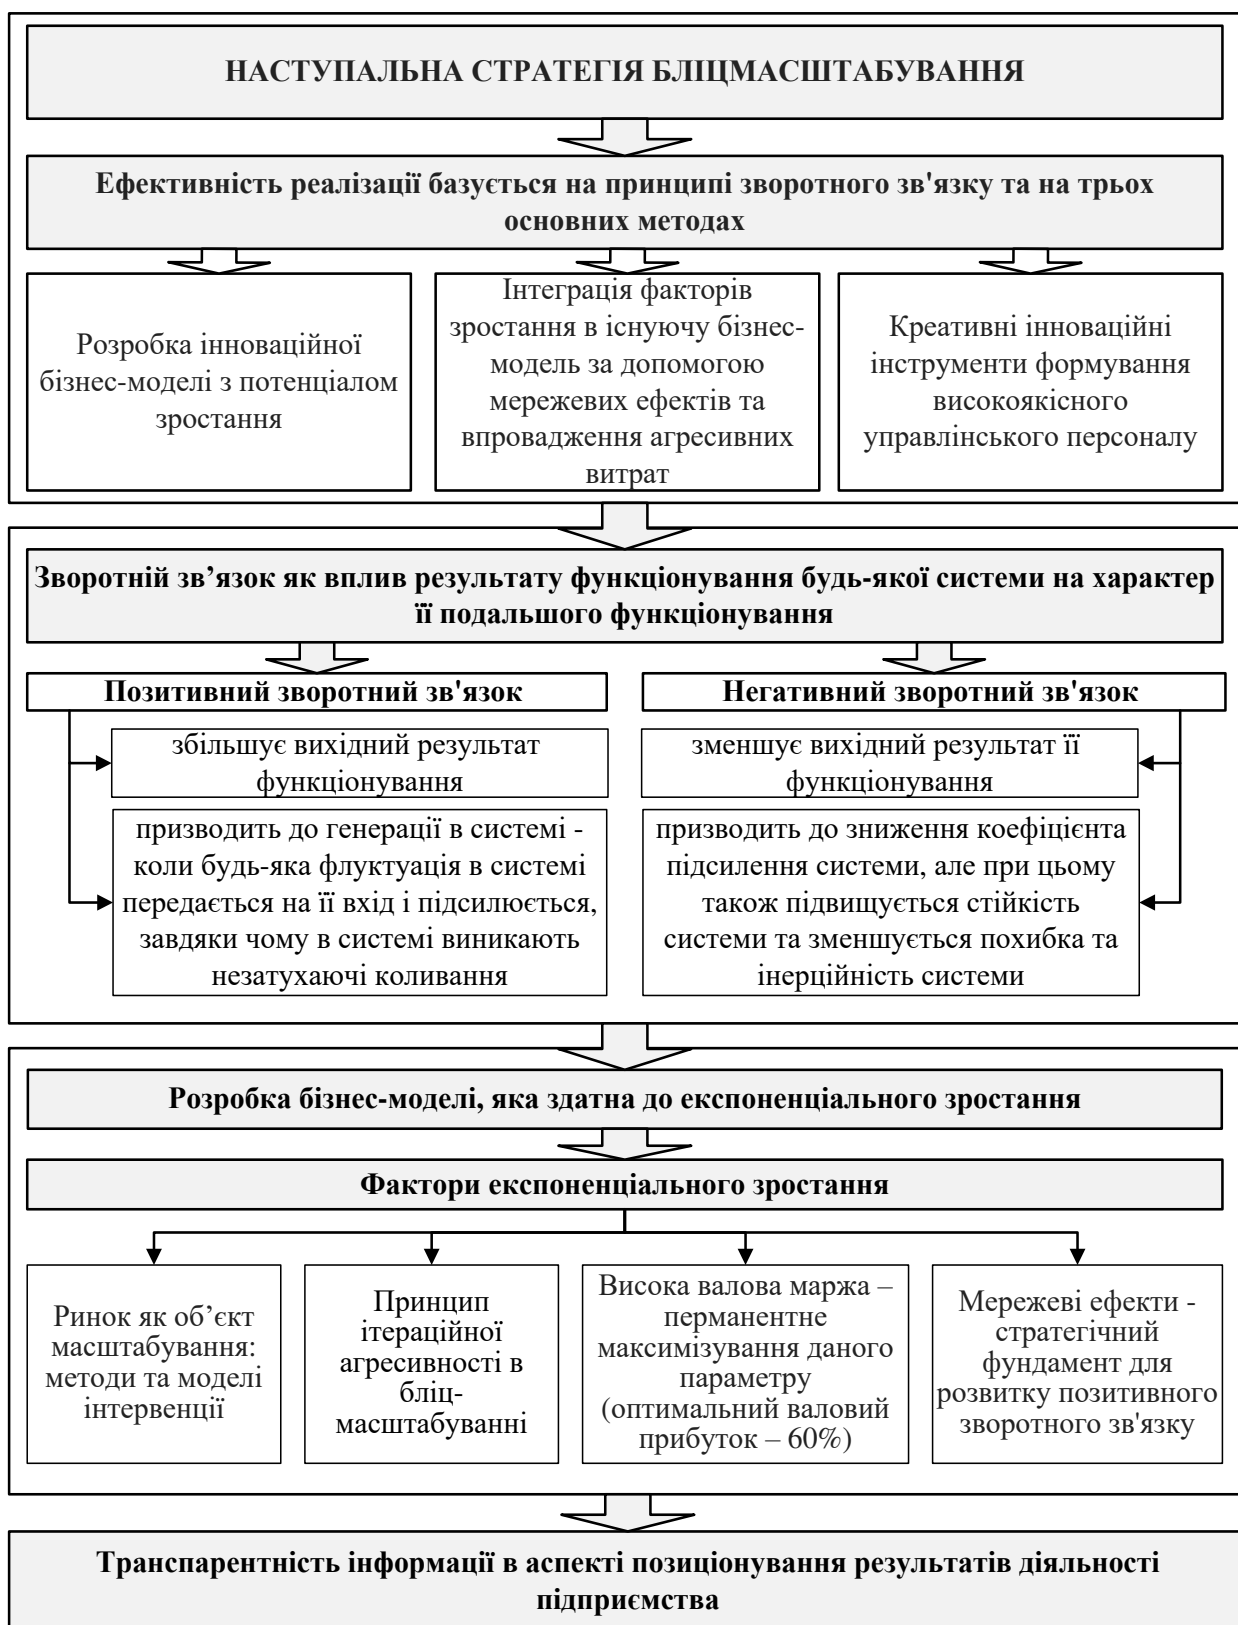 НАСТУПАЛЬНА СТРАТЕГІЯ БЛІЦМАСШТАБУВАННЯ
Ефективність реалізації базується на принципі зворотного зв'язку та на трьох
основних методах
Розробка інноваційної
бізнес-моделі з потенціалом
зростання
Інтеграція факторів
зростання в існуючу бізнес-
модель за допомогою
мережевих ефектів та
впровадження агресивних
витрат
Креативні інноваційні
інструменти формування
високоякісного
управлінського персоналу
Зворотній зв’язок як вплив результату функціонування будь-якої системи на характер
її подальшого функціонування
Позитивний зворотний зв'язок
збільшує вихідний результат
функціонування
призводить до генерації в системі -
коли будь-яка флуктуація в системі
передається на її вхід і підсилюється,
завдяки чому в системі виникають
незатухаючі коливання
Негативний зворотний зв'язок
зменшує вихідний результат її
функціонування
призводить до зниження коефіцієнта
підсилення системи, але при цьому
також підвищується стійкість
системи та зменшується похибка та
інерційність системи
Розробка бізнес-моделі, яка здатна до експоненціального зростання
Фактори експоненціального зростання
Ринок як об’єкт
масштабування:
методи та моделі
інтервенції
Принцип
ітераційної
агресивності в
бліц-
масштабуванні
Висока валова маржа –
перманентне
максимізування даного
параметру
(оптимальний валовий
прибуток – 60%)
Мережеві ефекти -
стратегічний
фундамент для
розвитку позитивного
зворотного зв'язку
Транспарентність інформації в аспекті позиціонування результатів діяльності
підприємства